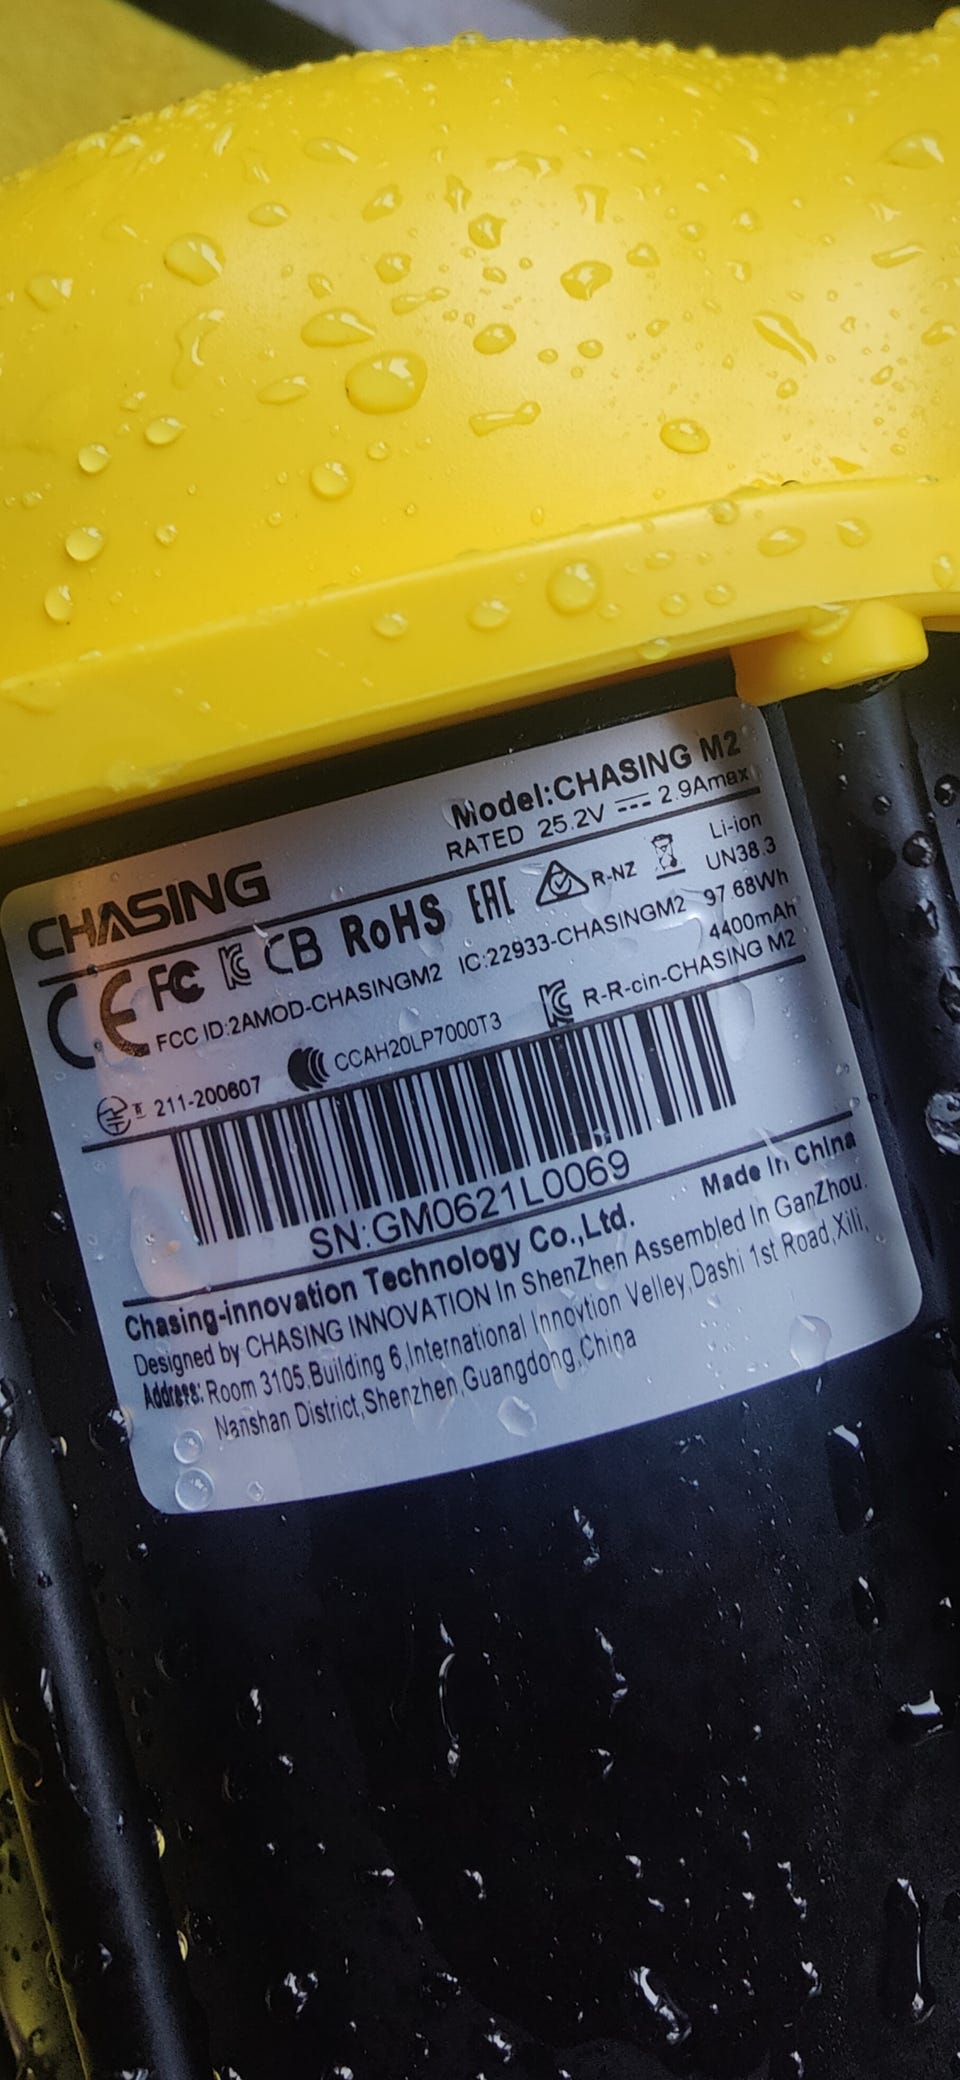 Model:CHASING M2
RATED 25.2V 2.9Amax
CHASING
CE FC CB RoHS EAC R-NZ
Li-ion
UN38.3
97.68Wh
4400mAh
FCC ID:2AMOD-CHASINGM2 IC:22933-CHASINGM2
211-200607 CCAH20LP7000T3 R-R-cin-CHASING M2
SN:GM0621L0069
Chasing-innovation Technology Co.,Ltd. Made In China
Designed by CHASING INNOVATION In ShenZhen Assembled In GanZhou.
Address: Room 3105,Building 6,International Innovtion Velley,Dashi 1st Road,Xili,
Nanshan District,Shenzhen,Guangdong,China